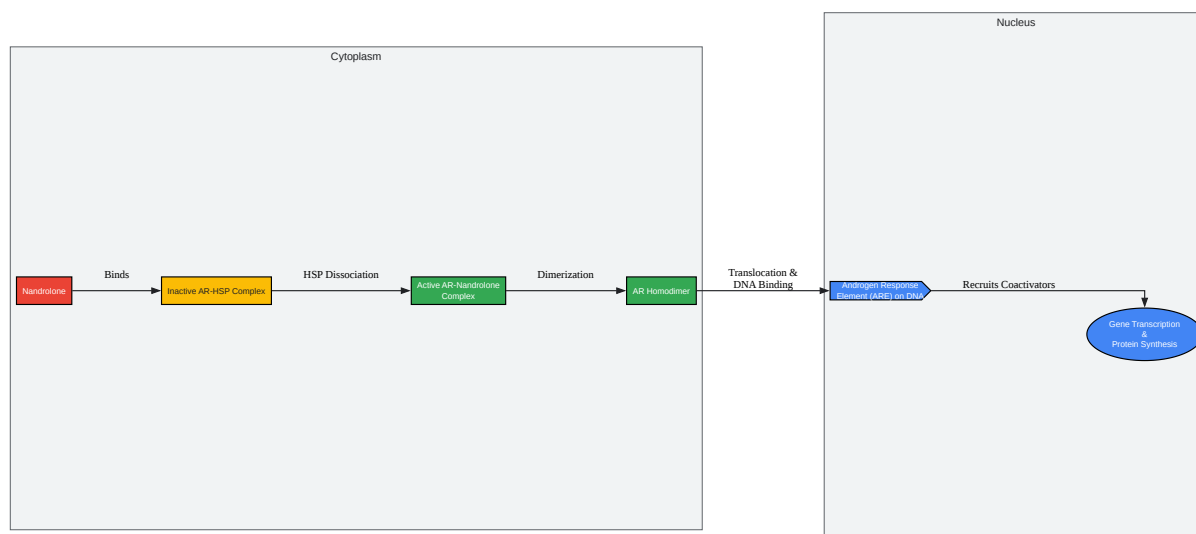 Nucleus
Cytoplasm
Nandrolone
Binds
Inactive AR-HSP Complex
HSP Dissociation
Active AR-Nandrolone
Complex
Dimerization
AR Homodimer
Translocation &
DNA Binding
Androgen Response
Element (ARE) on DNA
Recruits Coactivators
Gene Transcription
&
Protein Synthesis